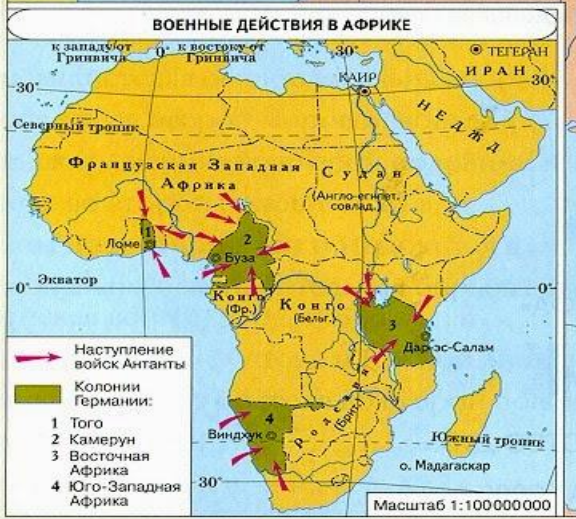 ВОЕННЫЕ ДЕЙСТВИЯ В АФРИКЕ
к западу от Гринвича
0°
к востоку от Гринвича
30°
ТЕГЕРАН
ИРАН
КАИР
30°
30°
НЕДЖД
Северный тропик
Французская Западная
Африка
Судан
(Англо-египет. совлад.)
1
Ломе
2
Буза
Экватор
0°
0°
Конго
(Фр.)
Конго
(Бельг.)
3
Дар-эс-Салам
Наступление
войск Антанты
Колонии
Германии:
1 Того
2 Камерун
3 Восточная
Африка
4 Юго-Западная
Африка
4
Виндхук
Родезия
(Брит.)
Южный тропик
о. Мадагаскар
30°
Масштаб 1:100000000